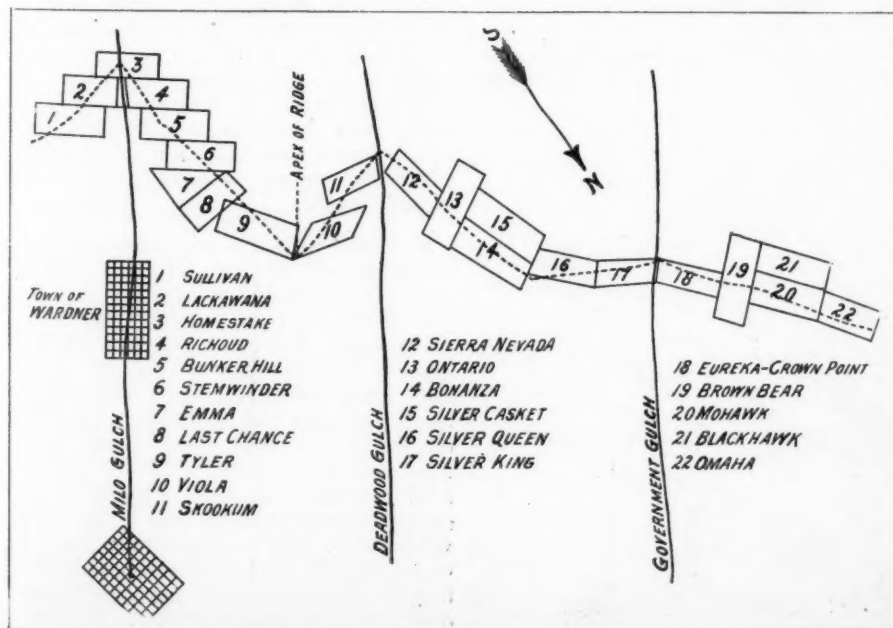 S
N
3
2
4
1
5
6
7
8
9
10
11
12
13
14
15
16
17
18
19
20
21
22
APEX OF RIDGE
TOWN OF
WARDNER
MILO GULCH
1 SULLIVAN
2 LACKAWANA
3 HOMESTAKE
4 RICHOUD
5 BUNKER HILL
6 STEMWINDER
7 EMMA
8 LAST CHANCE
9 TYLER
10 VIOLA
11 SKOOKUM
DEADWOOD GULCH
12 SIERRA NEVADA
13 ONTARIO
14 BONANZA
15 SILVER CASKET
16 SILVER QUEEN
17 SILVER KING
GOVERNMENT GULCH
18 EUREKA-CROWN POINT
19 BROWN BEAR
20 MOHAWK
21 BLACKHAWK
22 OMAHA